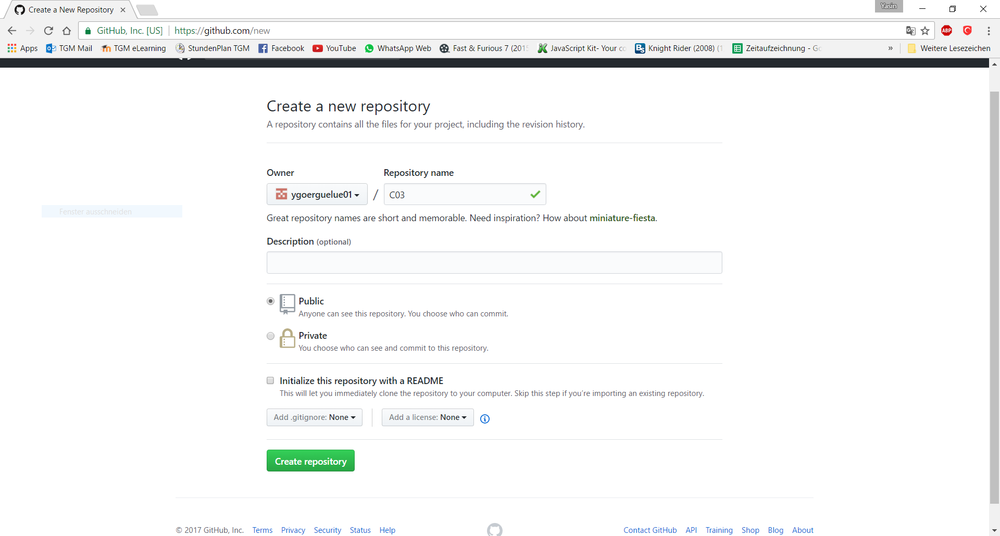 Create a New Repository
Yasin
GitHub, Inc. [US] https://github.com/new
Apps TGM Mail TGM eLearning StundenPlan TGM Facebook YouTube WhatsApp Web Fast & Furious 7 (2015 JavaScript Kit- Your co Knight Rider (2008) (1 Zeitaufzeichnung - Go » Weitere Lesezeichen
ABP
Create a new repository
A repository contains all the files for your project, including the revision history.
Owner Repository name
ygoerguelue01 / C03
Fenster ausschneiden
Great repository names are short and memorable. Need inspiration? How about miniature-fiesta.
Description (optional)
Public
Anyone can see this repository. You choose who can commit.
Private
You choose who can see and commit to this repository.
Initialize this repository with a README
This will let you immediately clone the repository to your computer. Skip this step if you're importing an existing repository.
Add .gitignore: None Add a license: None
Create repository
© 2017 GitHub, Inc. Terms Privacy Security Status Help Contact GitHub API Training Shop Blog About